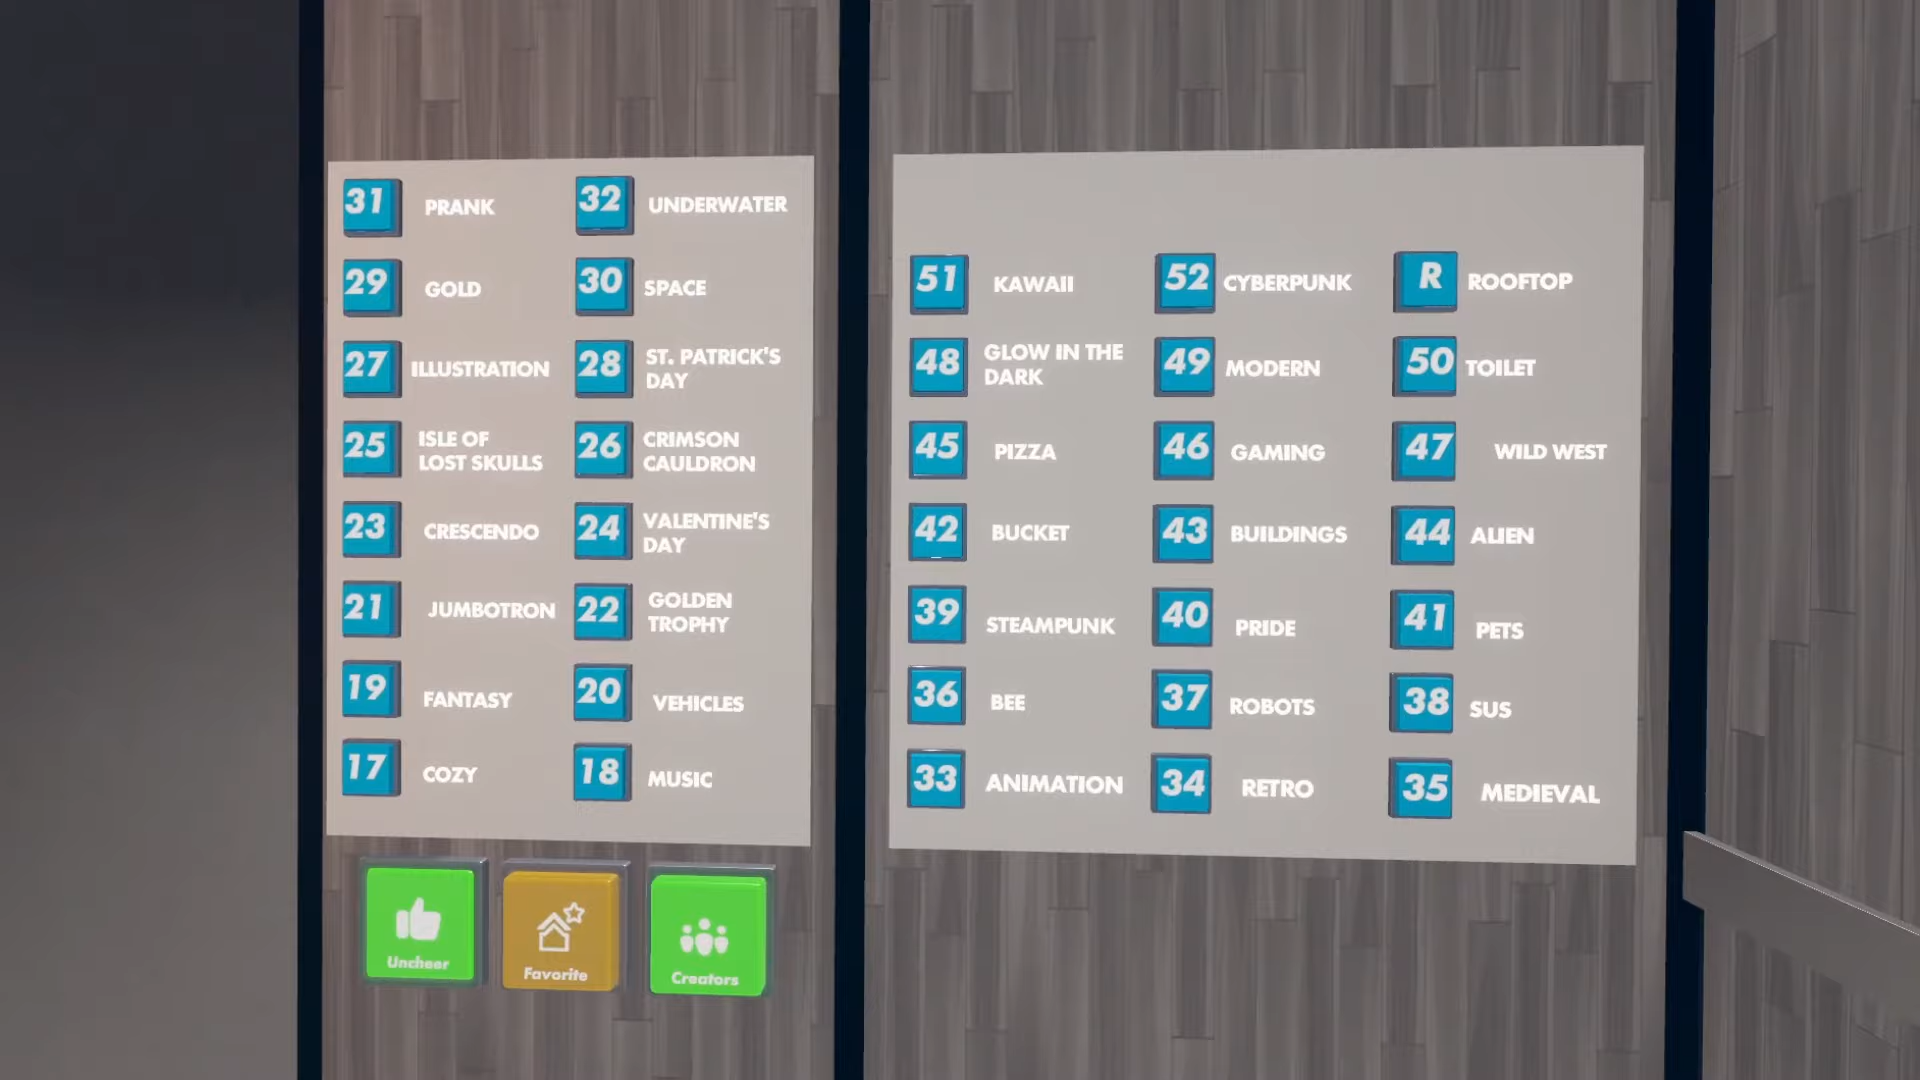 31 PRANK 32 UNDERWATER
29 GOLD 30 SPACE
27 ILLUSTRATION 28 ST. PATRICK'S
DAY
25 ISLE OF
LOST SKULLS 26 CRIMSON
CAULDRON
23 CRESCENDO 24 VALENTINE'S
DAY
21 JUMBOTRON 22 GOLDEN
TROPHY
19 FANTASY 20 VEHICLES
17 COZY 18 MUSIC
Uncheer Favorite Creators
51 KAWAII 52 CYBERPUNK R ROOFTOP
48 GLOW IN THE
DARK 49 MODERN 50 TOILET
45 PIZZA 46 GAMING 47 WILD WEST
42 BUCKET 43 BUILDINGS 44 ALIEN
39 STEAMPUNK 40 PRIDE 41 PETS
36 BEE 37 ROBOTS 38 SUS
33 ANIMATION 34 RETRO 35 MEDIEVAL